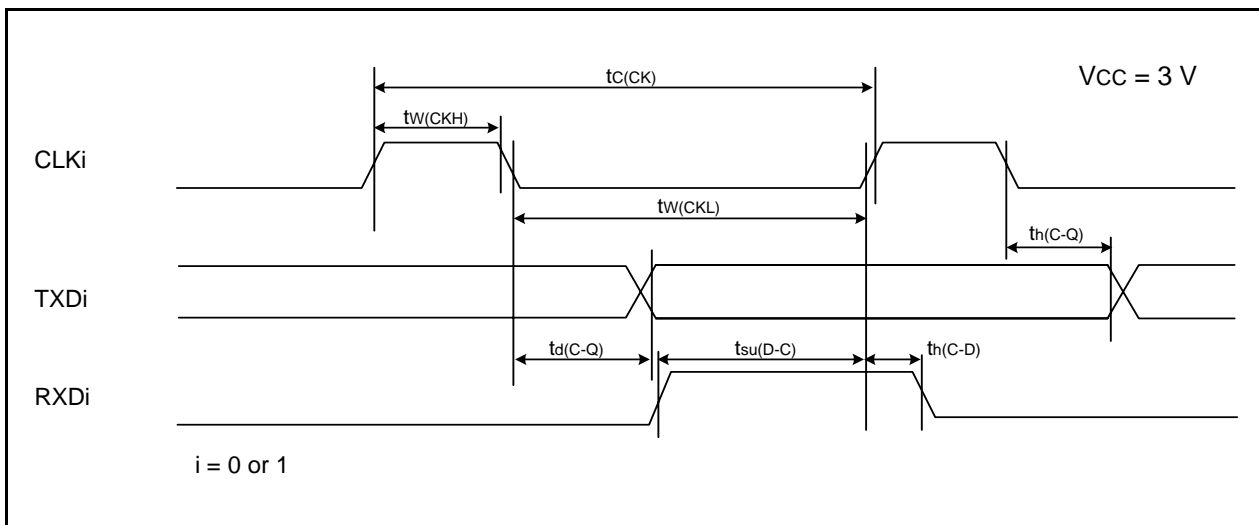 tC(CK)
VCC = 3 V
tW(CKH)
CLKi
tW(CKL)
th(C-Q)
TXDi
td(C-Q)
tsu(D-C)
th(C-D)
RXDi
i = 0 or 1